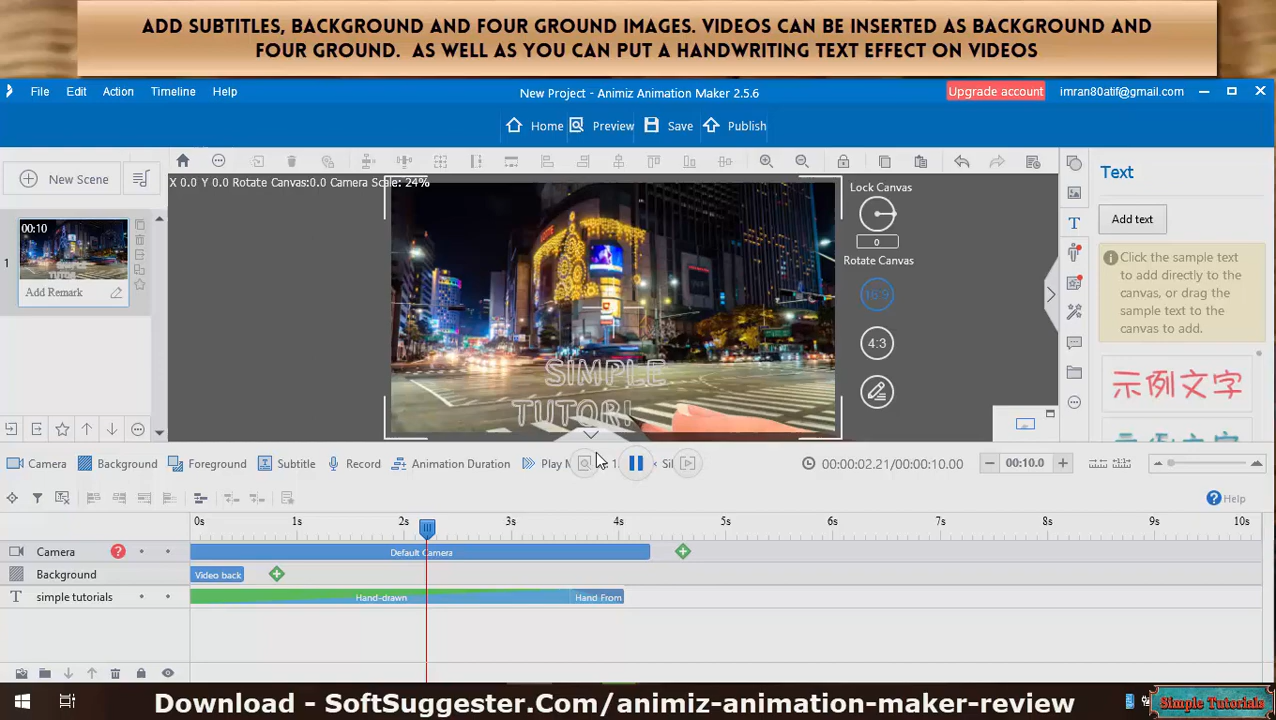 ADD SUBTITLES, BACKGROUND AND FOUR GROUND IMAGES. VIDEOS CAN BE INSERTED AS BACKGROUND AND
FOUR GROUND. AS WELL AS YOU CAN PUT A HANDWRITING TEXT EFFECT ON VIDEOS
File Edit Action Timeline Help
New Project - Animiz Animation Maker 2.5.6
Upgrade account
imran80atif@gmail.com
Home Preview Save Publish
New Scene
X 0.0 Y 0.0 Rotate Canvas:0.0 Camera Scale: 24%
00:10
1
Add Remark
SIMPLE
TUTORI
Lock Canvas
0
Rotate Canvas
16:9
4:3
Text
Add text
Click the sample text
to add directly to the
canvas, or drag the
sample text to the
canvas to add.
示例文字
Camera Background Foreground Subtitle Record Animation Duration
00:00:02.21/00:00:10.00
00:10.0
Help
0s 1s 2s 3s 4s 5s 6s 7s 8s 9s 10s
Camera
Default Camera
Background
Video back
simple tutorials
Hand-drawn
Hand From
Download - SoftSuggester.Com/animiz-animation-maker-review
Simple Tutorials